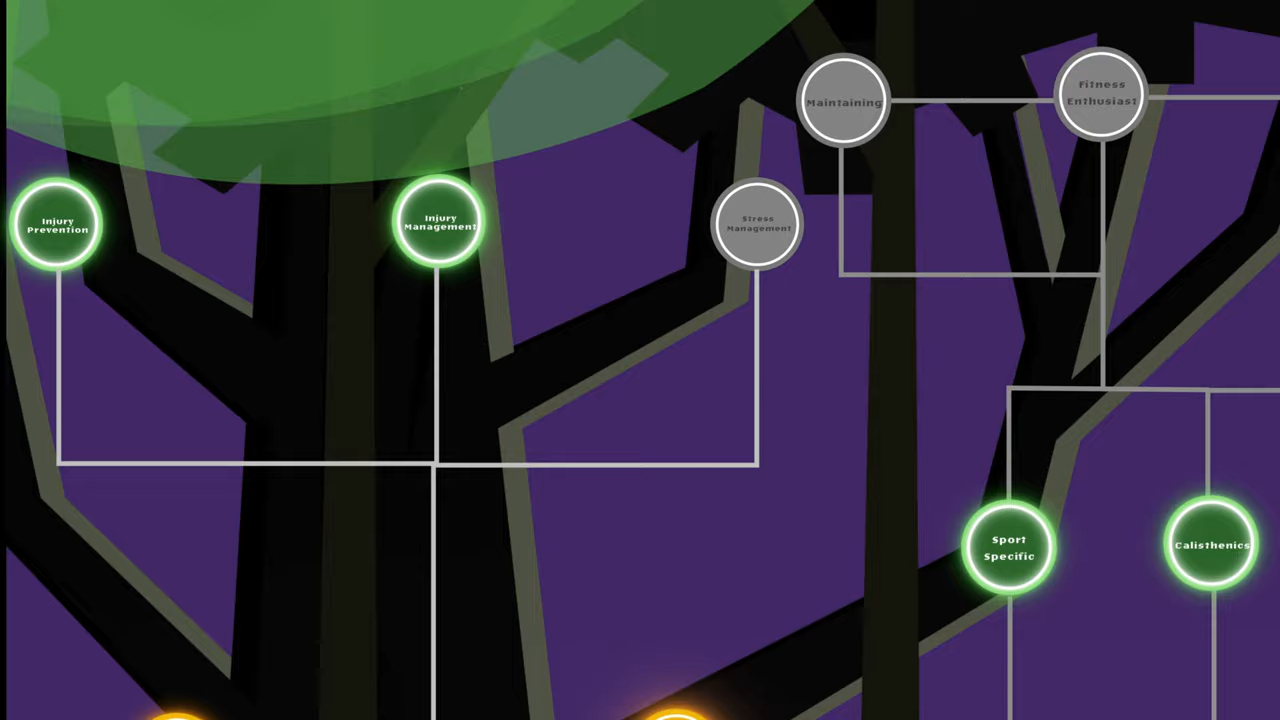 Maintaining
Fitness
Enthusiast
Injury
Prevention
Injury
Management
Stress
Management
Sport
Specific
Calisthenics